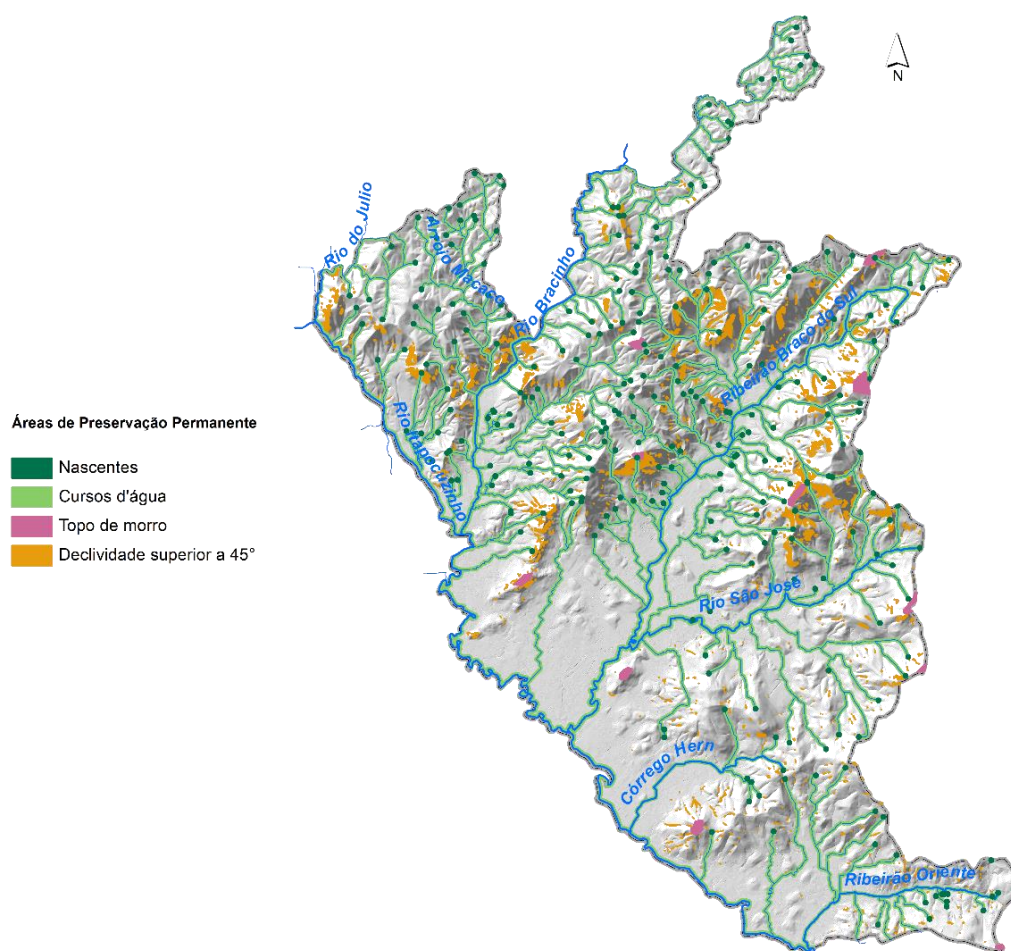 N
Rio do Julio
Arroio Macaco
Rio Bracinho
Ribeirão Braço do Sul
Rio Itapocuzinho
Áreas de Preservação Permanente
Nascentes
Cursos d'água
Topo de morro
Declividade superior a 45°
Rio São José
Córrego Hern
Ribeirão Oriente